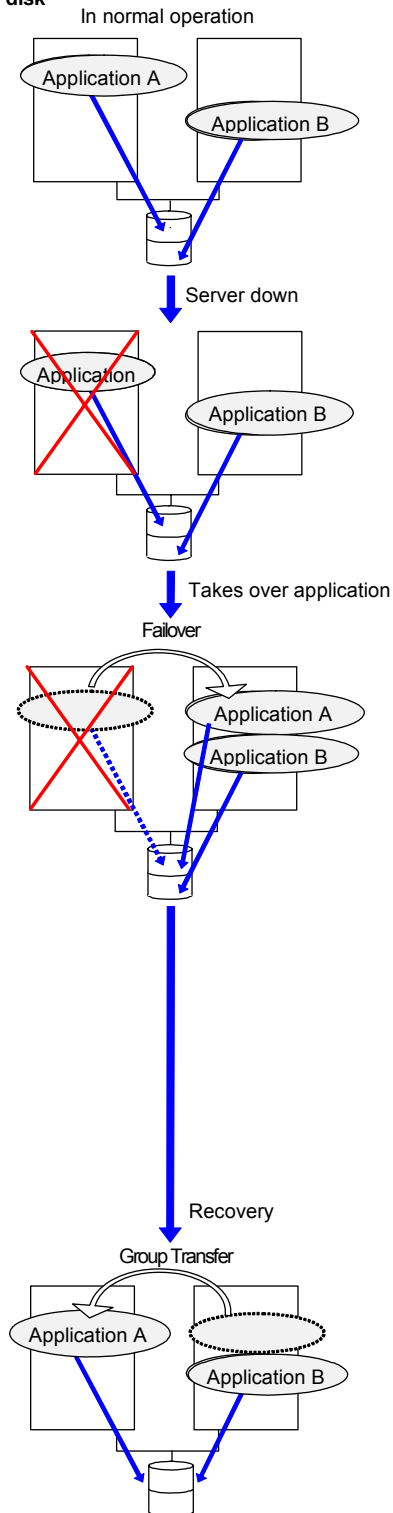 disk
In normal operation
Application A
Application B
Server down
Application
Application B
Takes over application
Failover
Application A
Application B
Recovery
Group Transfer
Application A
Application B